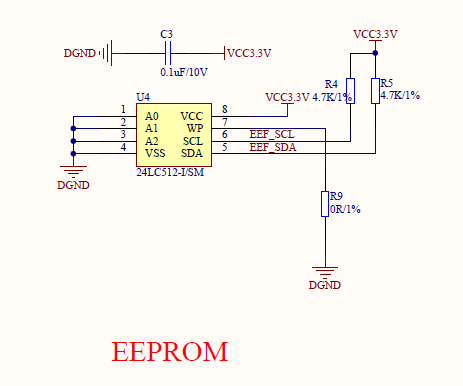 C3
DGND
VCC3.3V
0.1uF/10V
VCC3.3V
R4
R5
4.7K/1%
4.7K/1%
VCC3.3V
U4
1 A0 VCC 8
2 A1 WP 7
3 A2 SCL 6 EEF_SCL
4 VSS SDA 5 EEF_SDA
24LC512-I/SM
DGND
R9
0R/1%
DGND
EEPROM